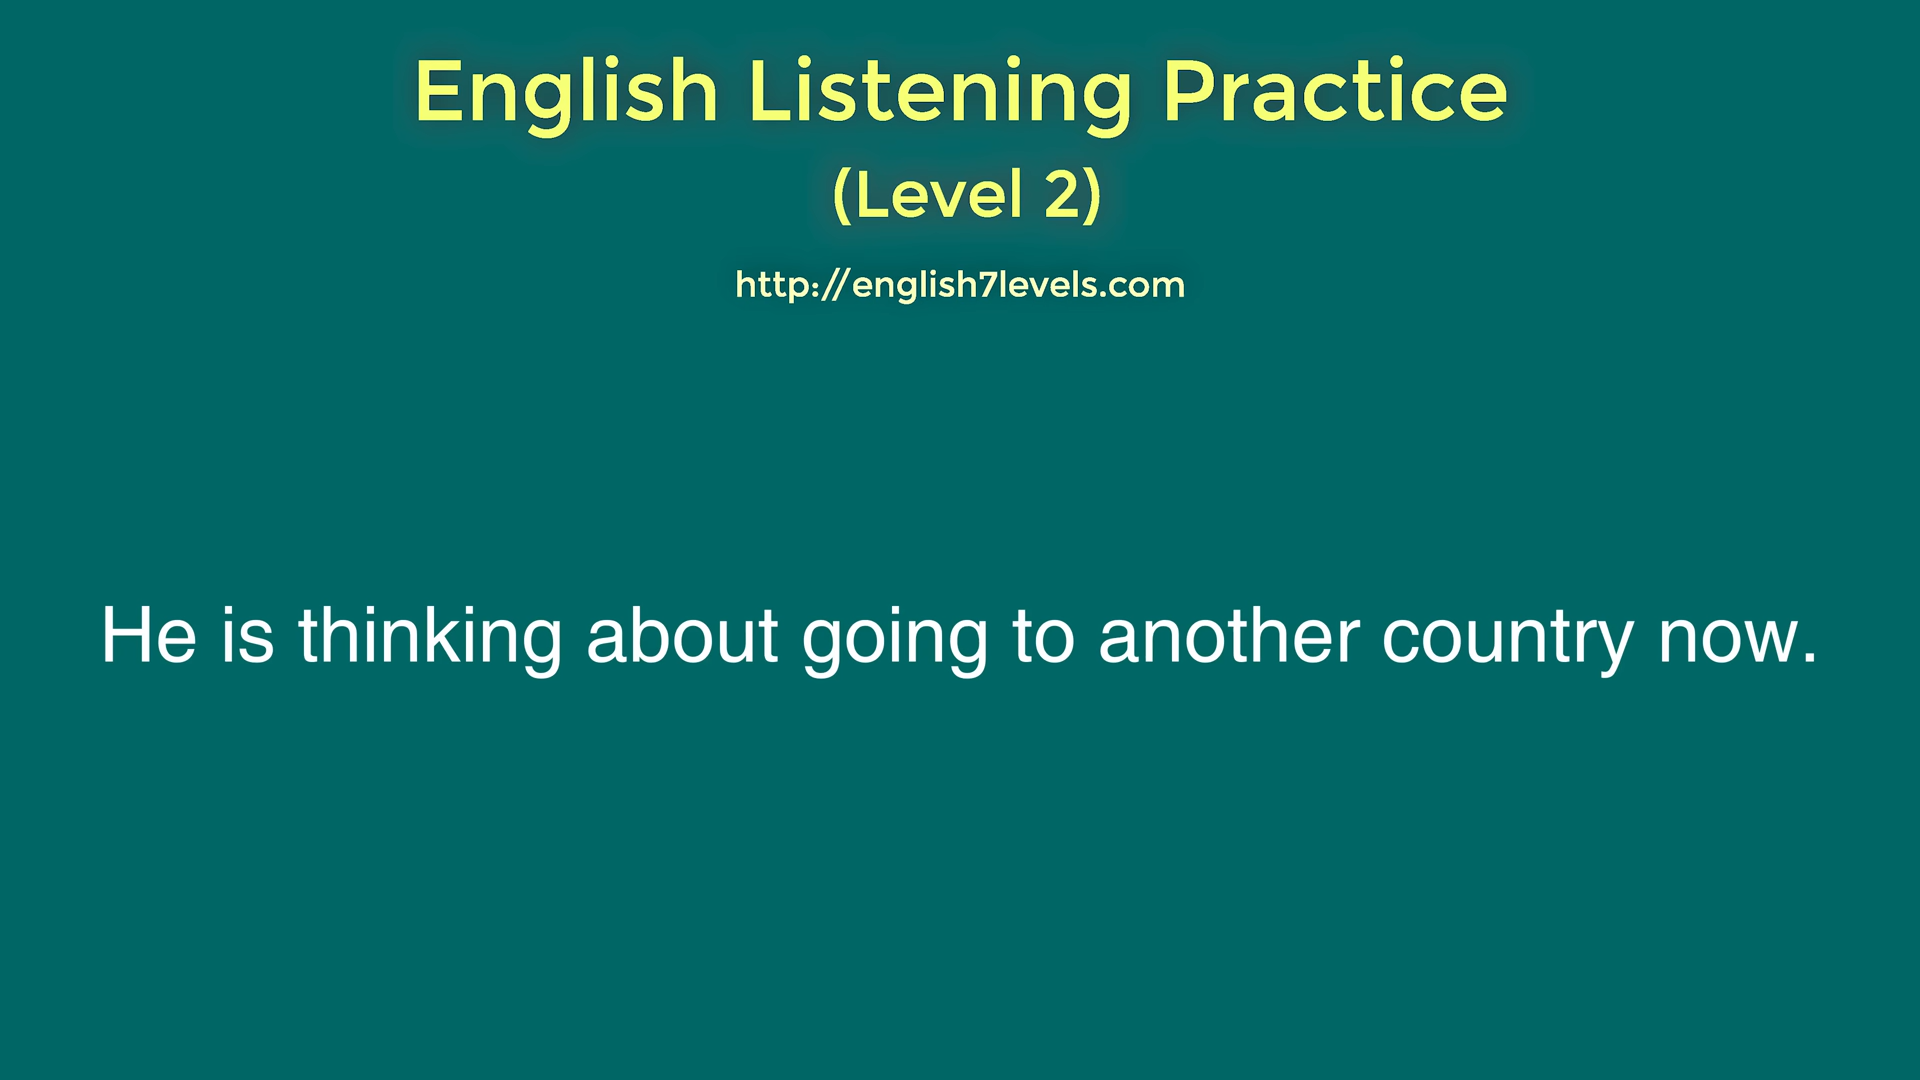 English Listening Practice
(Level 2)
http://english7levels.com
He is thinking about going to another country now.